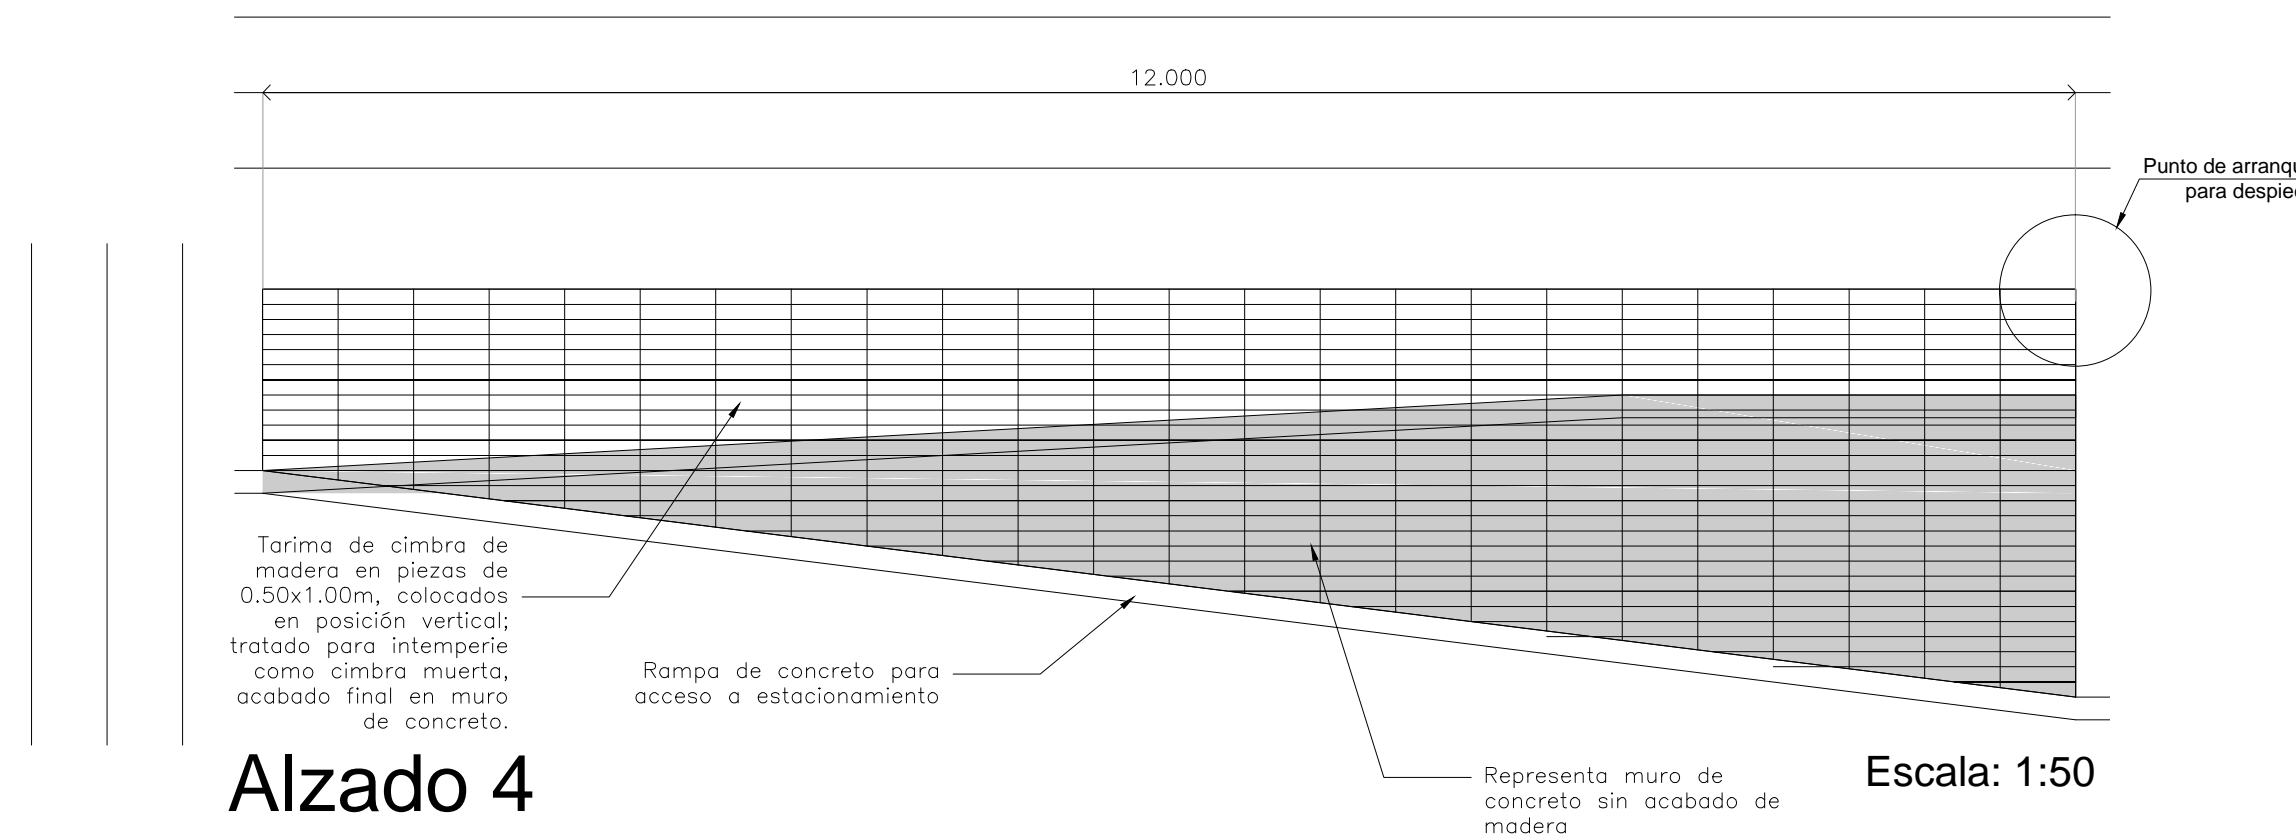 12.000
Punto de arranqu
para despie
Tarima de cimbra de
madera en piezas de
0.50x1.00m, colocados
en posición vertical;
tratado para intemperie
como cimbra muerta,
acabado final en muro
de concreto.
Rampa de concreto para
acceso a estacionamiento
Representa muro de
concreto sin acabado de
madera
Alzado 4
Escala: 1:50